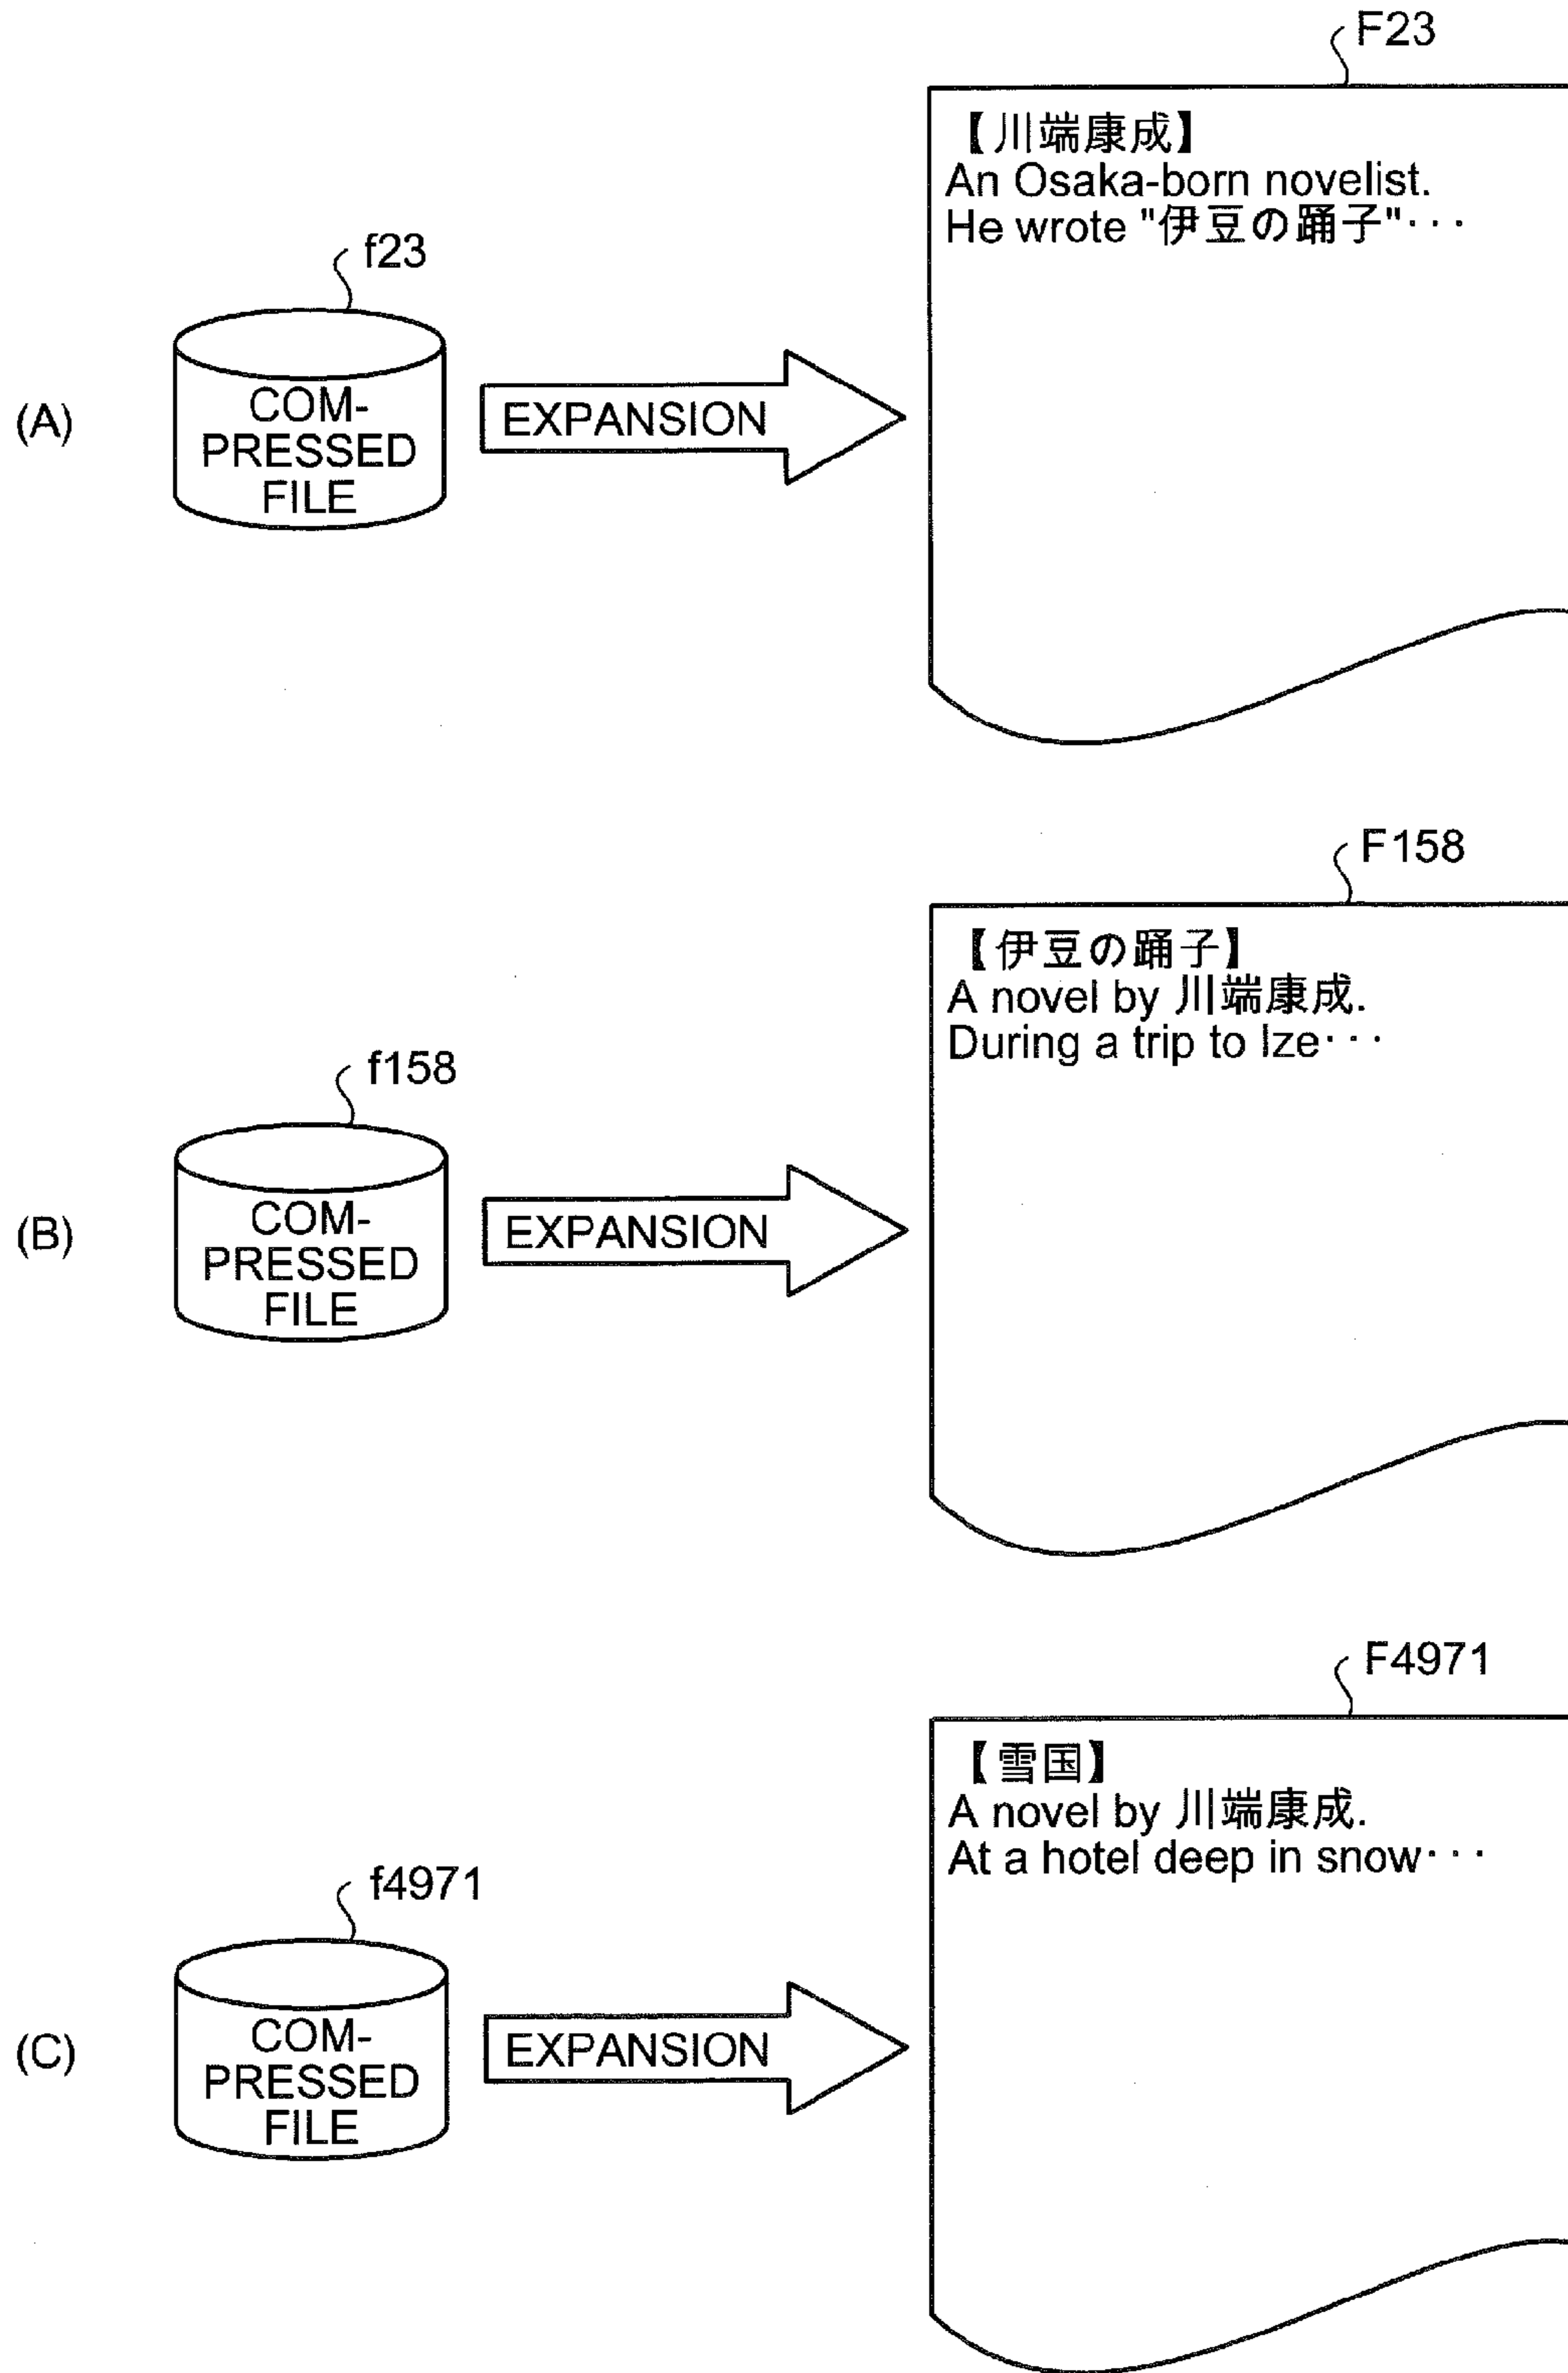 F23
【川端康成】
An Osaka-born novelist.
He wrote "伊豆の踊子"···
f23
(A)
COM-
PRESSED
FILE
EXPANSION
F158
【伊豆の踊子】
A novel by 川端康成.
During a trip to Ize···
f158
(B)
COM-
PRESSED
FILE
EXPANSION
F4971
【雪国】
A novel by 川端康成.
At a hotel deep in snow···
f4971
(C)
COM-
PRESSED
FILE
EXPANSION